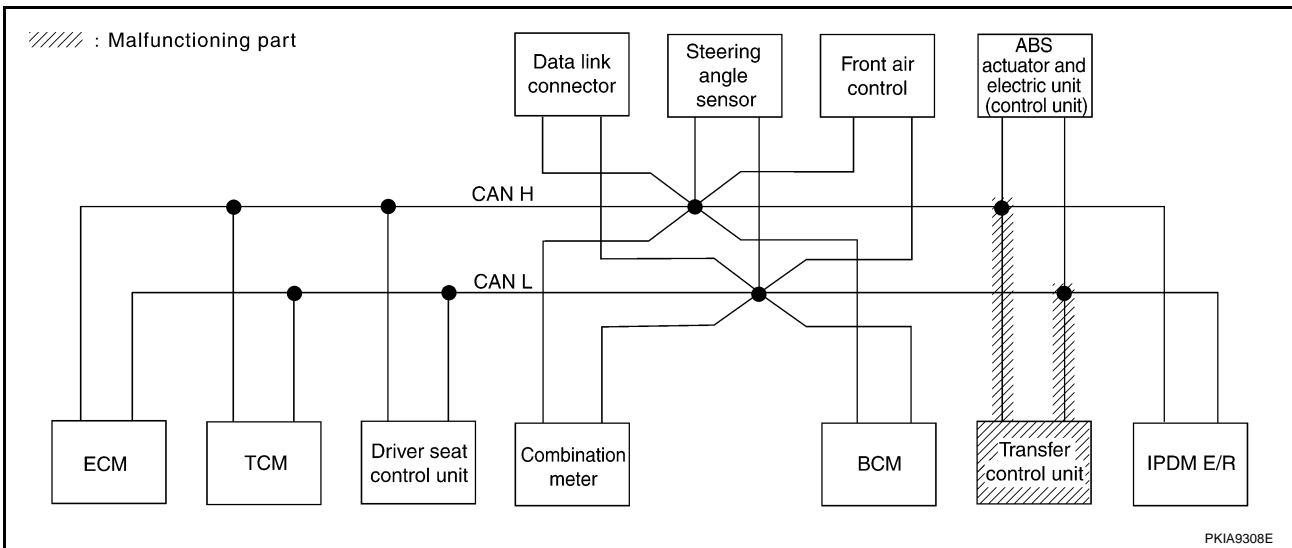 : Malfunctioning part
Data link
connector
Steering
angle
sensor
Front air
control
ABS
actuator and
electric unit
(control unit)
CAN H
CAN L
ECM
TCM
Driver seat
control unit
Combination
meter
BCM
Transfer
control unit
IPDM E/R
PKIA9308E